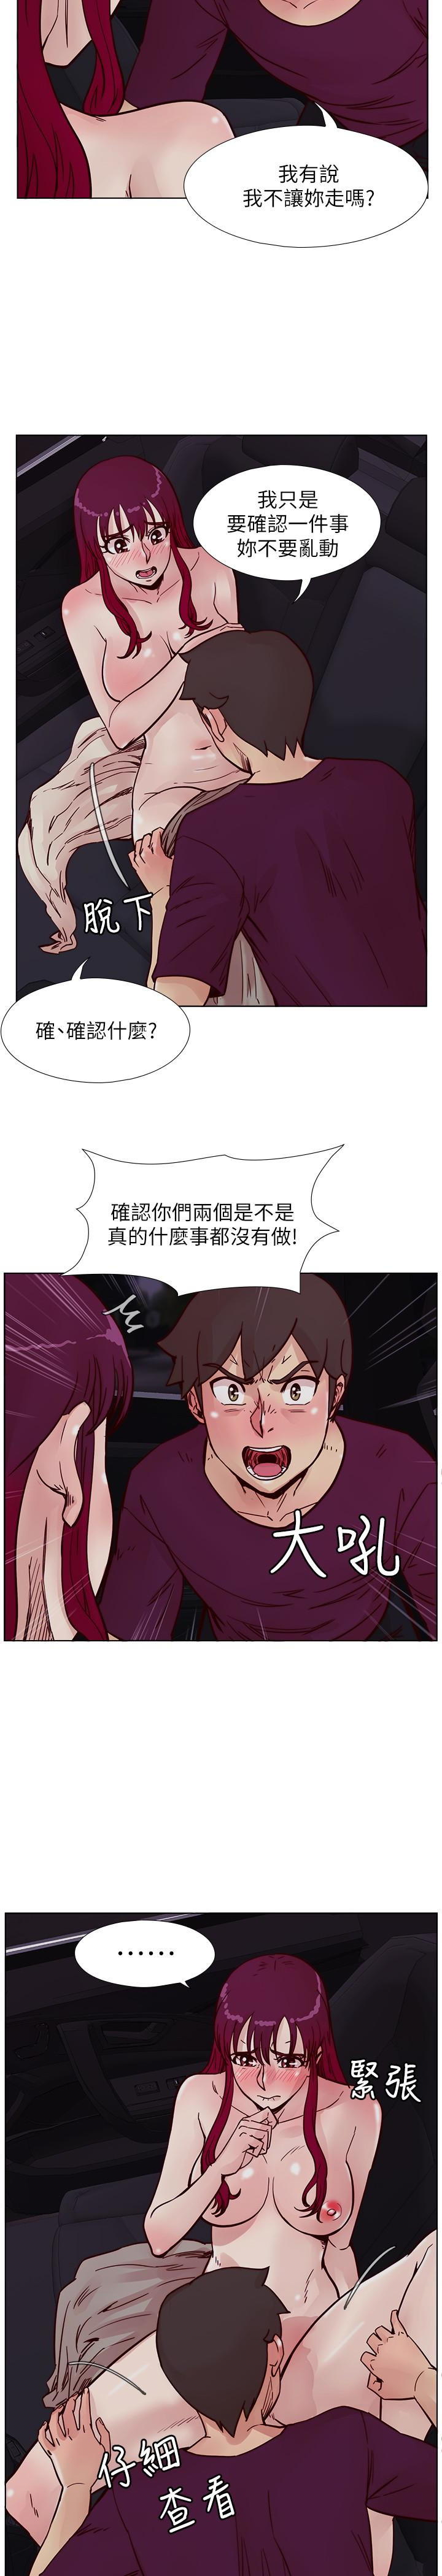 我有說
我不讓妳走嗎?
我只是
要確認一件事
妳不要亂動
脫下
確、確認什麼?
確認你們兩個是不是
真的什麼事都沒有做!
大吼
······
緊張
仔細
查看